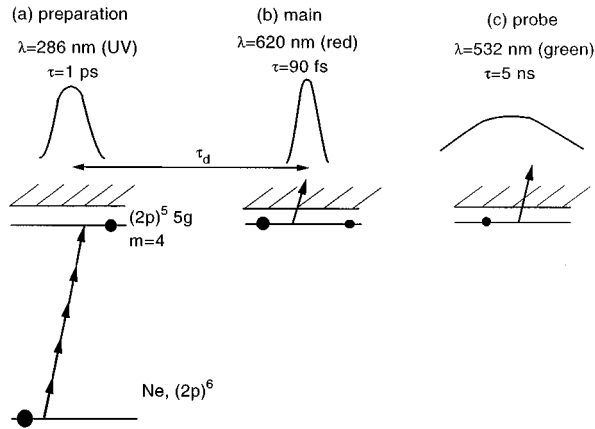 (a) preparation
λ=286 nm (UV)
τ=1 ps
(b) main
λ=620 nm (red)
τ=90 fs
(c) probe
λ=532 nm (green)
τ=5 ns
τd
(2p)⁵ 5g
m=4
Ne, (2p)⁶